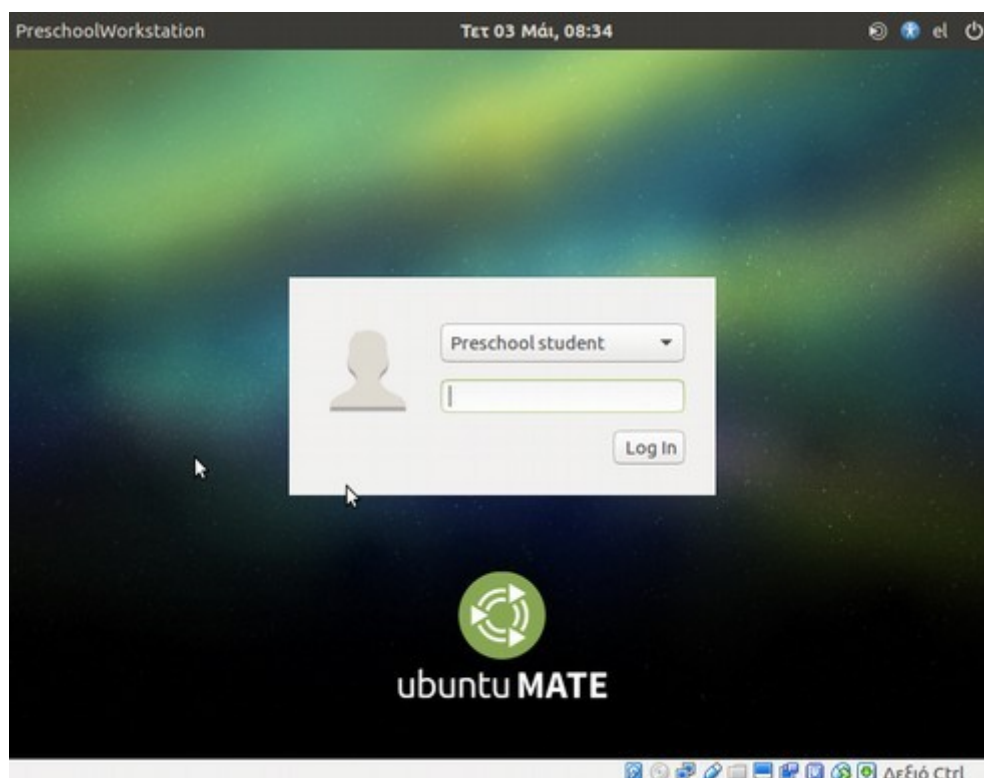 PreschoolWorkstation Τετ 03 Μάι, 08:34 el
Preschool student
Log In
ubuntu MATE
Δεξιό Ctrl